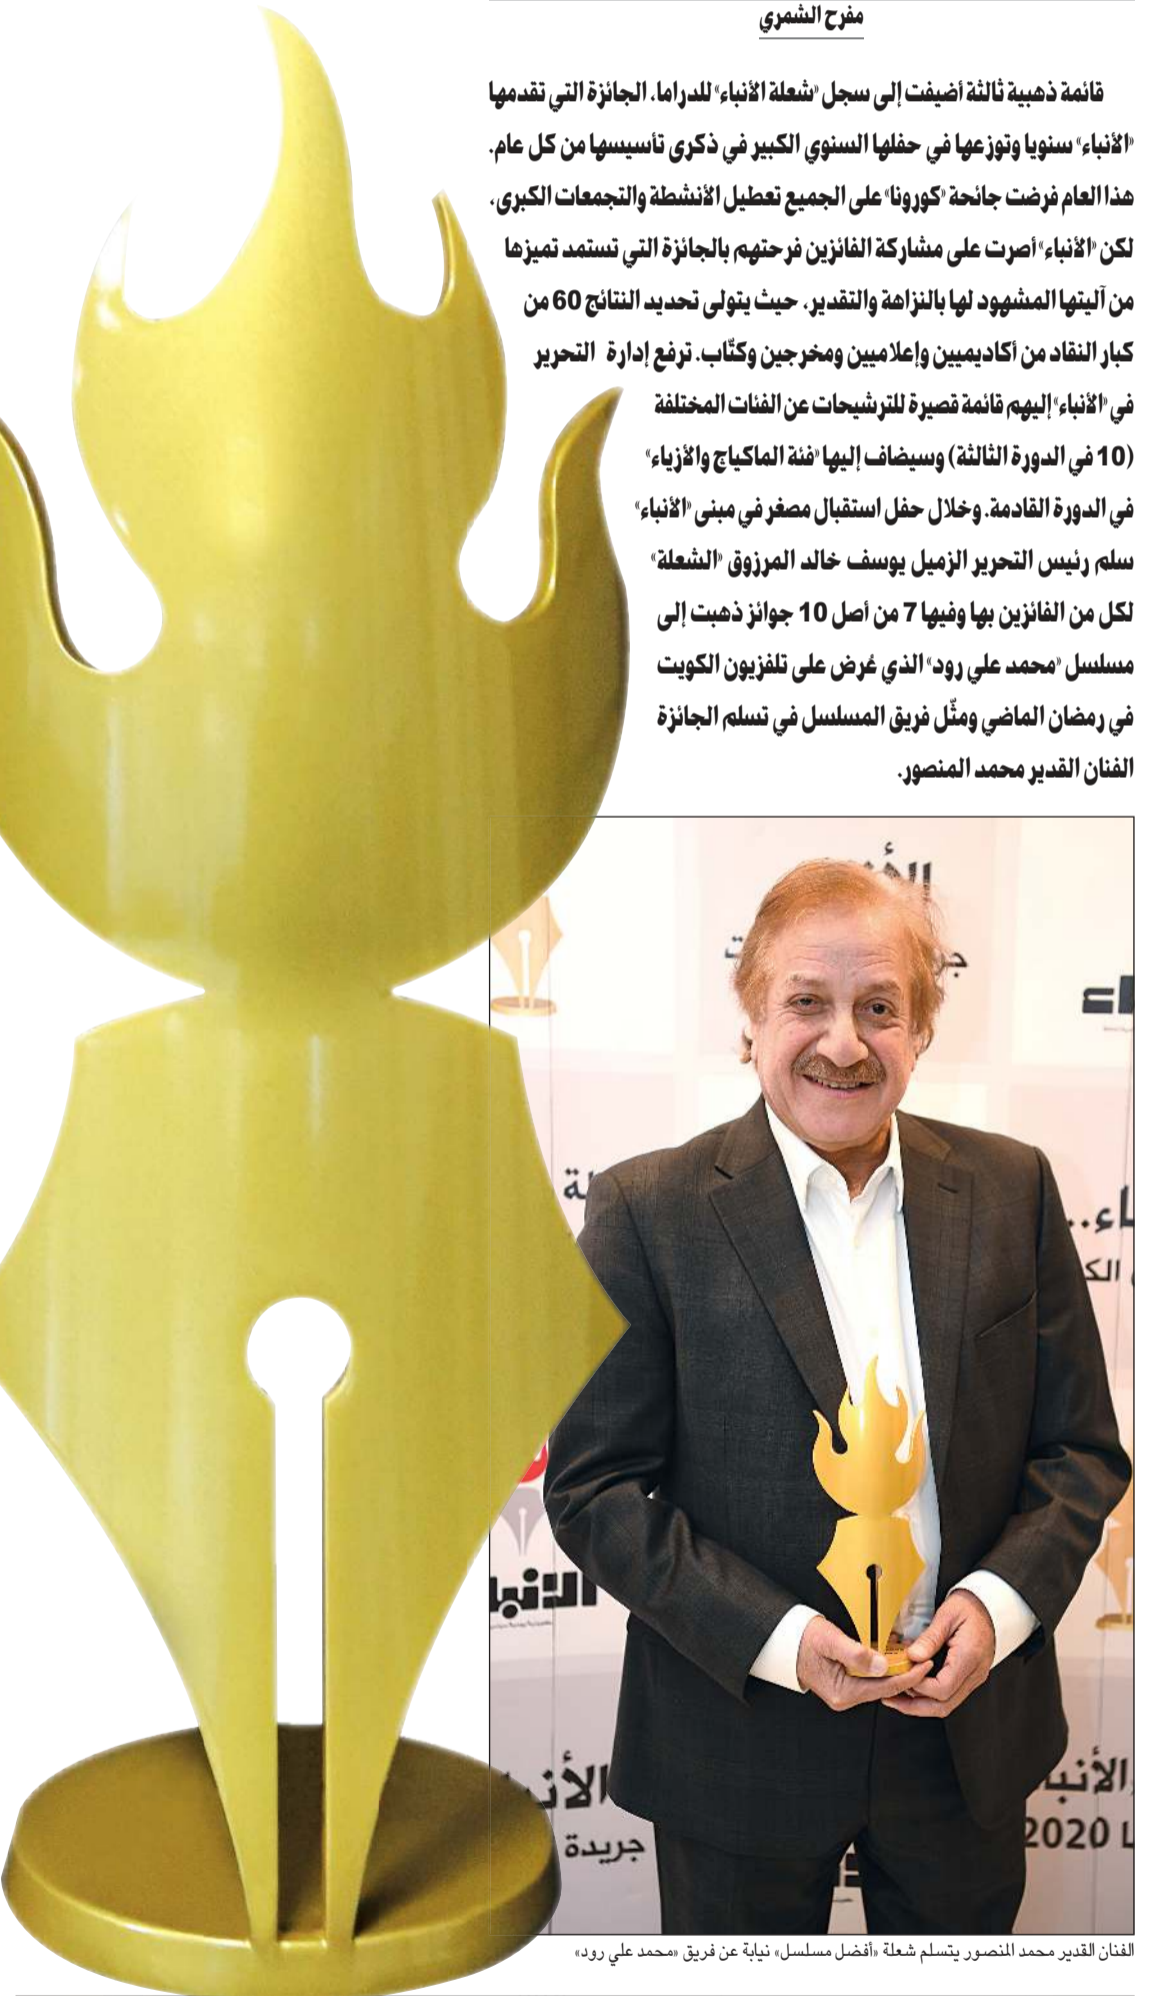 مفرح الشمري
قائمة ذهبية ثالثة أضيفت إلى سجل «شعلة الأنباء» للدراما. الجائزة التي تقدمها
«الأنباء» سنويا وتوزعها في حفلها السنوي الكبير في ذكرى تأسيسها من كل عام.
هذا العام فرضت جائحة «كورونا» على الجميع تعطيل الأنشطة والتجمعات الكبرى،
لكن «الأنباء» أصرت على مشاركة الفائزين فرحتهم بالجائزة التي تستمد تميزها
من آليتها المشهود لها بالنزاهة والتقدير، حيث يتولى تحديد النتائج 60 من
كبار النقاد من أكاديميين وإعلاميين ومخرجين وكتّاب. ترفع إدارة التحرير
في «الأنباء» إليهم قائمة قصيرة للترشيحات عن الفئات المختلفة
(10 في الدورة الثالثة) وسيضاف إليها «فئة الماكياج والأزياء»
في الدورة القادمة. وخلال حفل استقبال مصغر في مبنى «الأنباء»
سلم رئيس التحرير الزميل يوسف خالد المرزوق «الشعلة»
لكل من الفائزين بها وفيها 7 من أصل 10 جوائز ذهبت إلى
مسلسل «محمد علي رود» الذي عُرض على تلفزيون الكويت
في رمضان الماضي ومثّل فريق المسلسل في تسلم الجائزة
الفنان القدير محمد المنصور.
الأنبا
جريدة
الأنبا
2020
الفنان القدير محمد المنصور يتسلم شعلة «أفضل مسلسل» نيابة عن فريق «محمد علي رود»